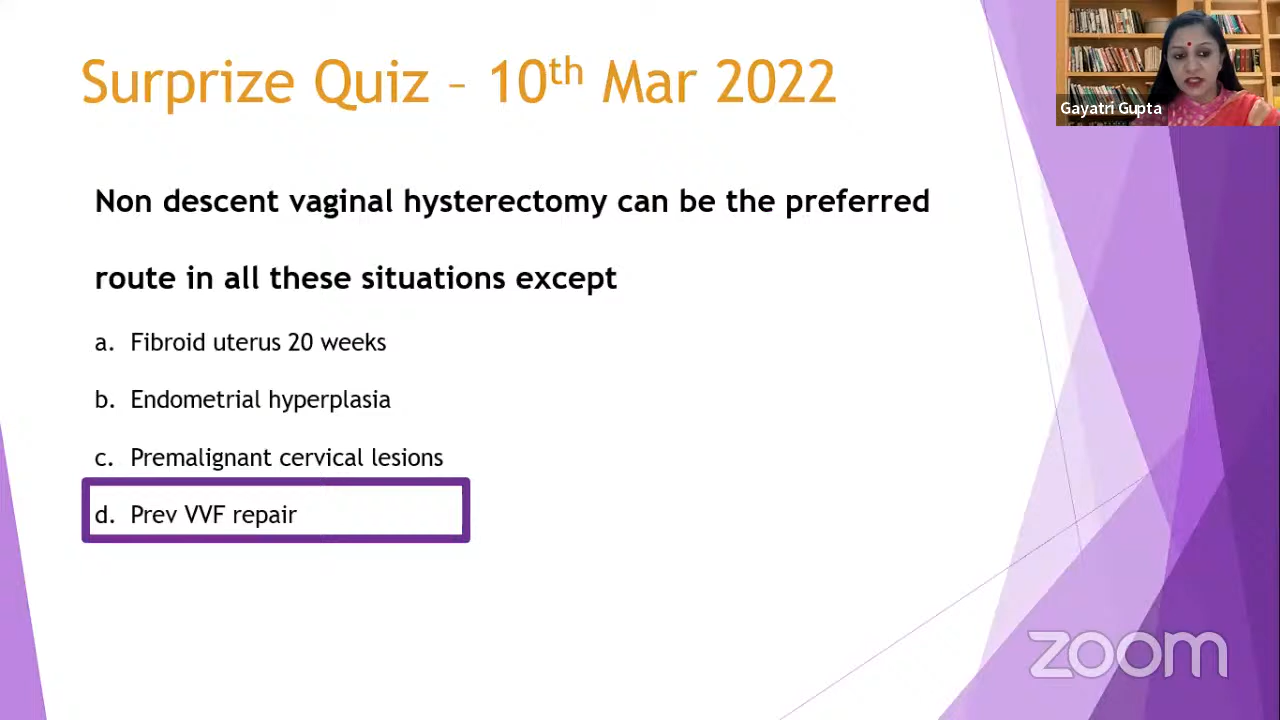 Surprize Quiz – 10th Mar 2022
Gayatri Gupta
Non descent vaginal hysterectomy can be the preferred
route in all these situations except
a. Fibroid uterus 20 weeks
b. Endometrial hyperplasia
c. Premalignant cervical lesions
d. Prev VVF repair
zoom